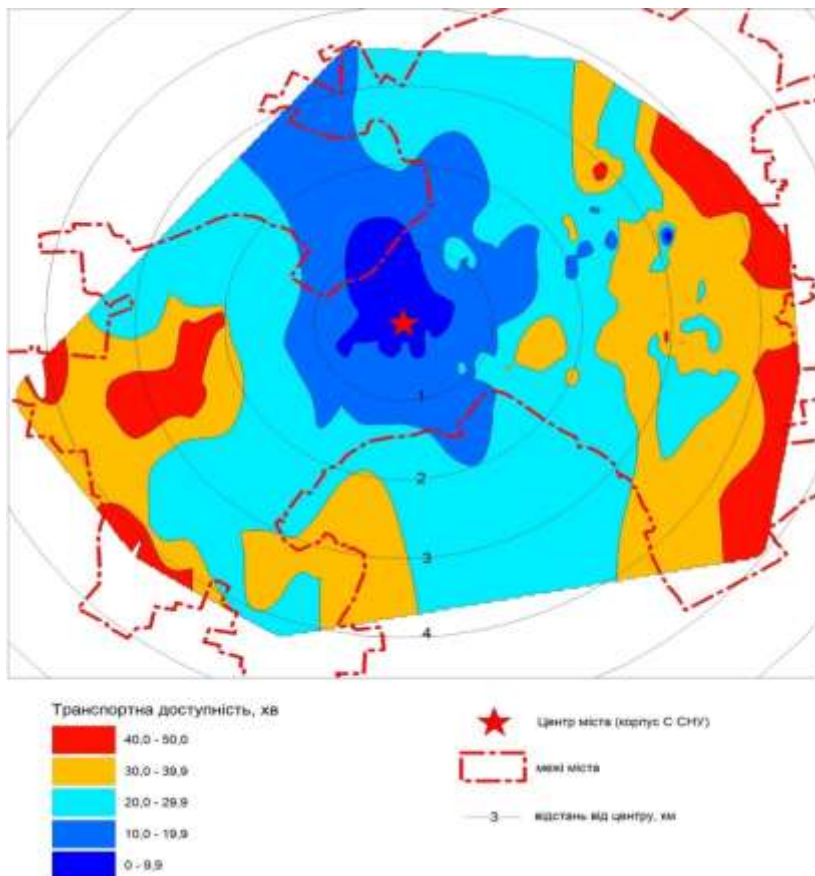 1
2
3
4
Транспортна доступність, хв
40,0 - 50,0
30,0 - 39,9
20,0 - 29,9
10,0 - 19,9
0 - 9,9
Центр міста (корпус С СНУ)
межі міста
3 відстань від центру, км